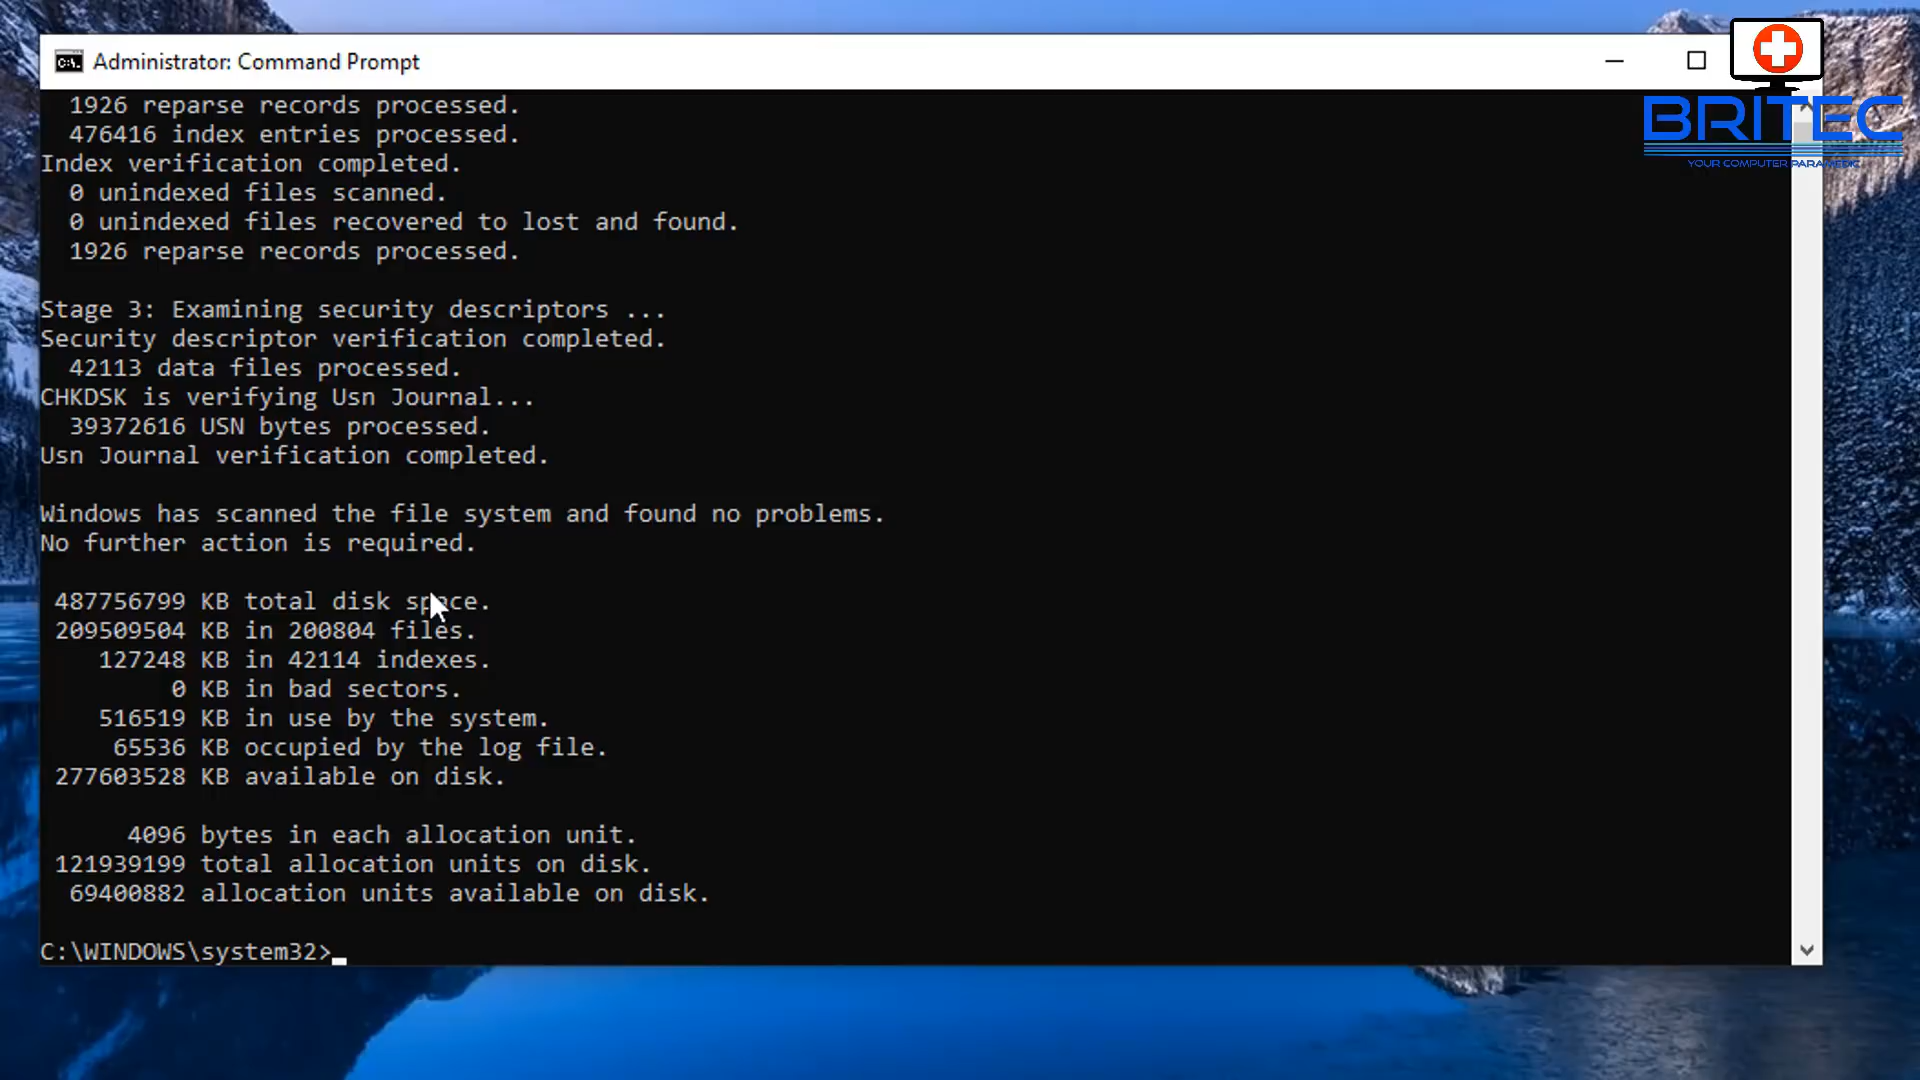 Administrator: Command Prompt
BRITEC
YOUR COMPUTER PARAMEDIC
1926 reparse records processed.
476416 index entries processed.
Index verification completed.
0 unindexed files scanned.
0 unindexed files recovered to lost and found.
1926 reparse records processed.
Stage 3: Examining security descriptors ...
Security descriptor verification completed.
42113 data files processed.
CHKDSK is verifying Usn Journal...
39372616 USN bytes processed.
Usn Journal verification completed.
Windows has scanned the file system and found no problems.
No further action is required.
487756799 KB total disk space.
209509504 KB in 200804 files.
127248 KB in 42114 indexes.
0 KB in bad sectors.
516519 KB in use by the system.
65536 KB occupied by the log file.
277603528 KB available on disk.
4096 bytes in each allocation unit.
121939199 total allocation units on disk.
69400882 allocation units available on disk.
C:\WINDOWS\system32>